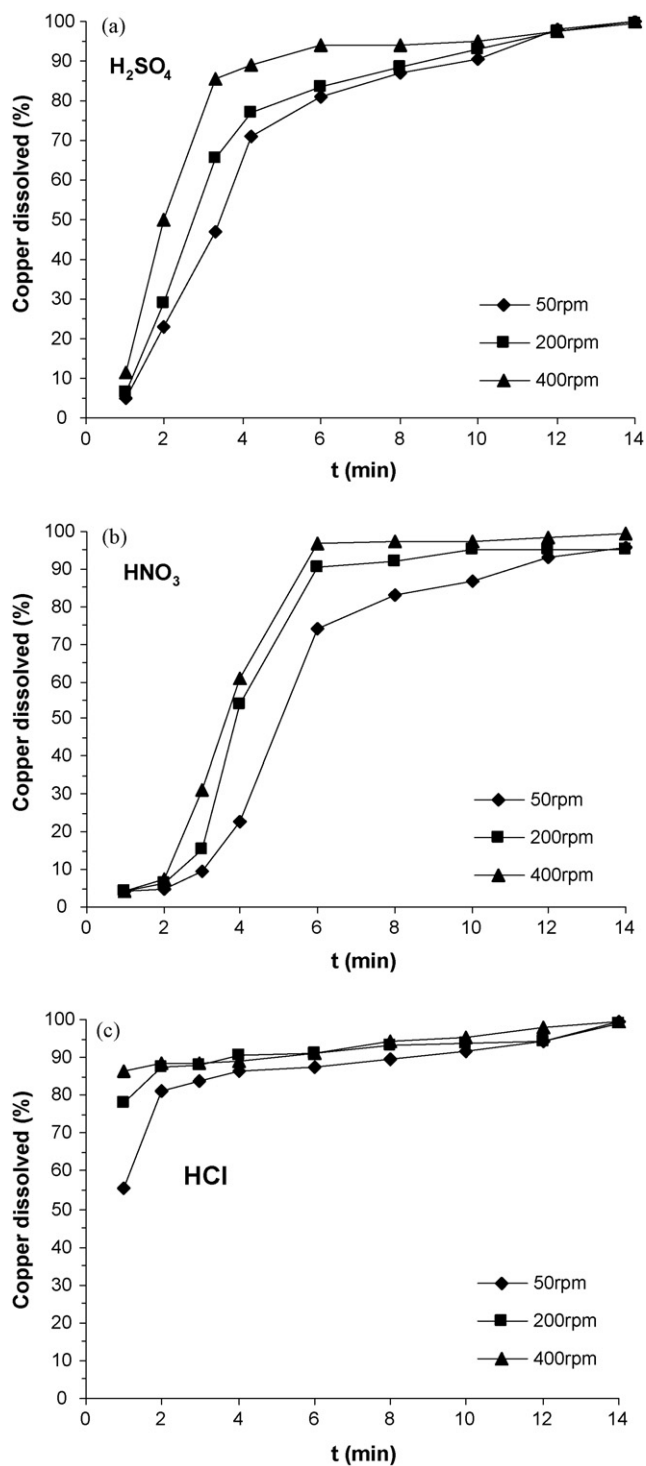 (a)
H₂SO₄
Copper dissolved (%)
100
90
80
70
60
50
40
30
20
10
0
0 2 4 6 8 10 12 14
t (min)
50rpm
200rpm
400rpm
(b)
HNO₃
Copper dissolved (%)
100
90
80
70
60
50
40
30
20
10
0
0 2 4 6 8 10 12 14
t (min)
50rpm
200rpm
400rpm
(c)
HCl
Copper dissolved (%)
100
90
80
70
60
50
40
30
20
10
0
0 2 4 6 8 10 12 14
t (min)
50rpm
200rpm
400rpm